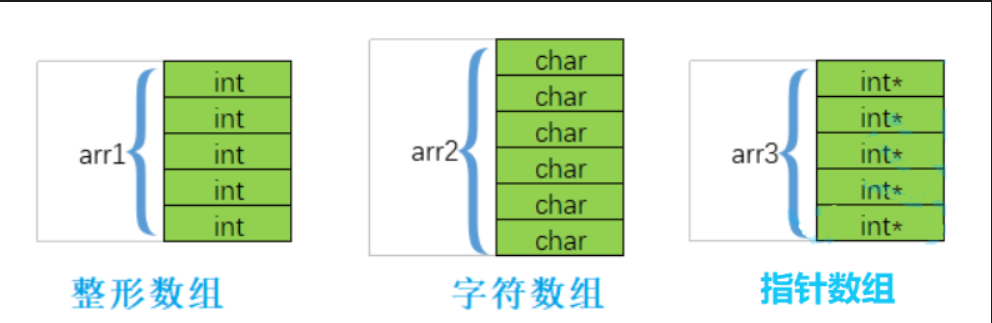 arr1
int
int
int
int
int
整形数组
arr2
char
char
char
char
char
char
字符数组
arr3
int*
int*
int*
int*
int*
指针数组